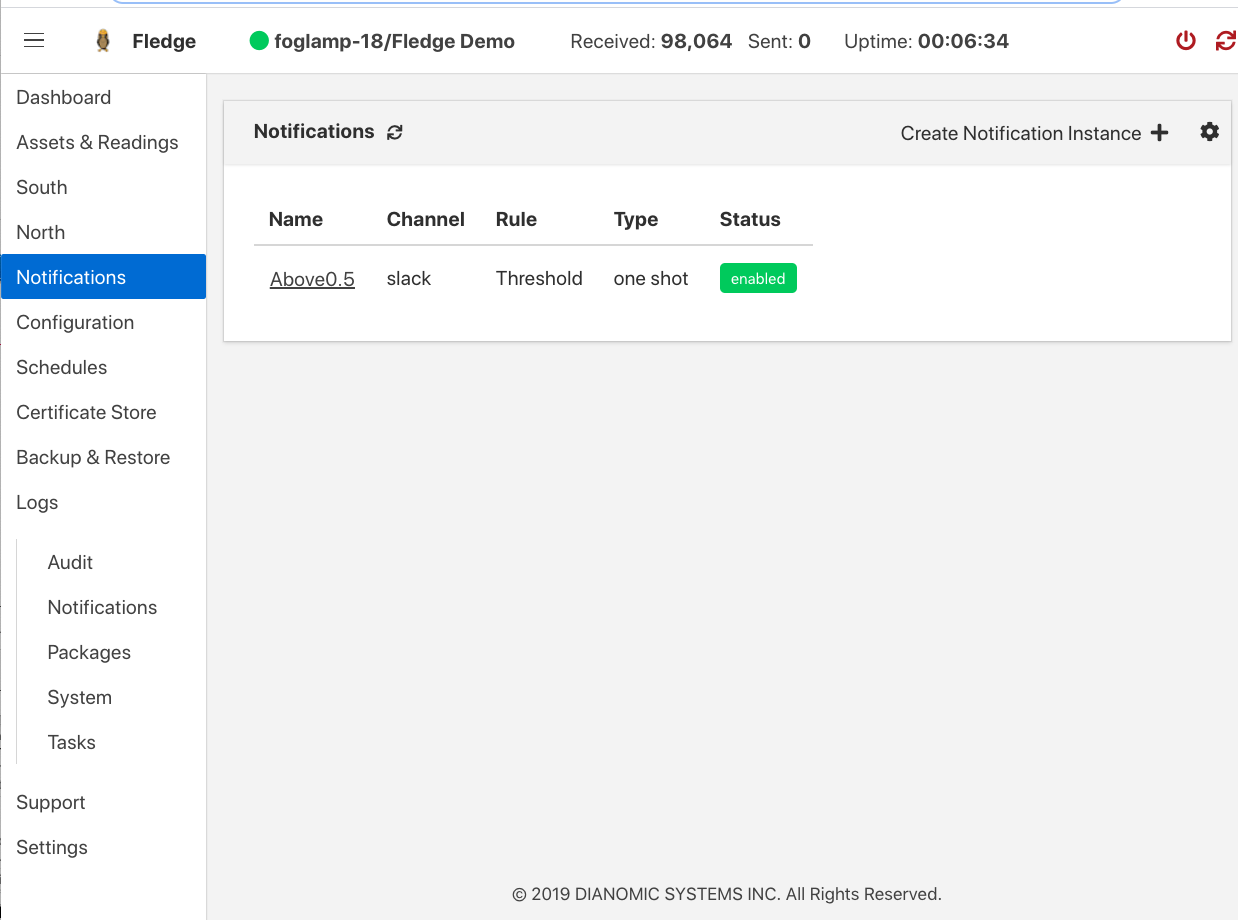 Fledge foglamp-18/Fledge Demo Received: 98,064 Sent: 0 Uptime: 00:06:34
Dashboard
Assets & Readings
South
North
Notifications
Configuration
Schedules
Certificate Store
Backup & Restore
Logs
Audit
Notifications
Packages
System
Tasks
Support
Settings
Notifications Create Notification Instance
Name Channel Rule Type Status
Above0.5 slack Threshold one shot enabled
© 2019 DIANOMIC SYSTEMS INC. All Rights Reserved.